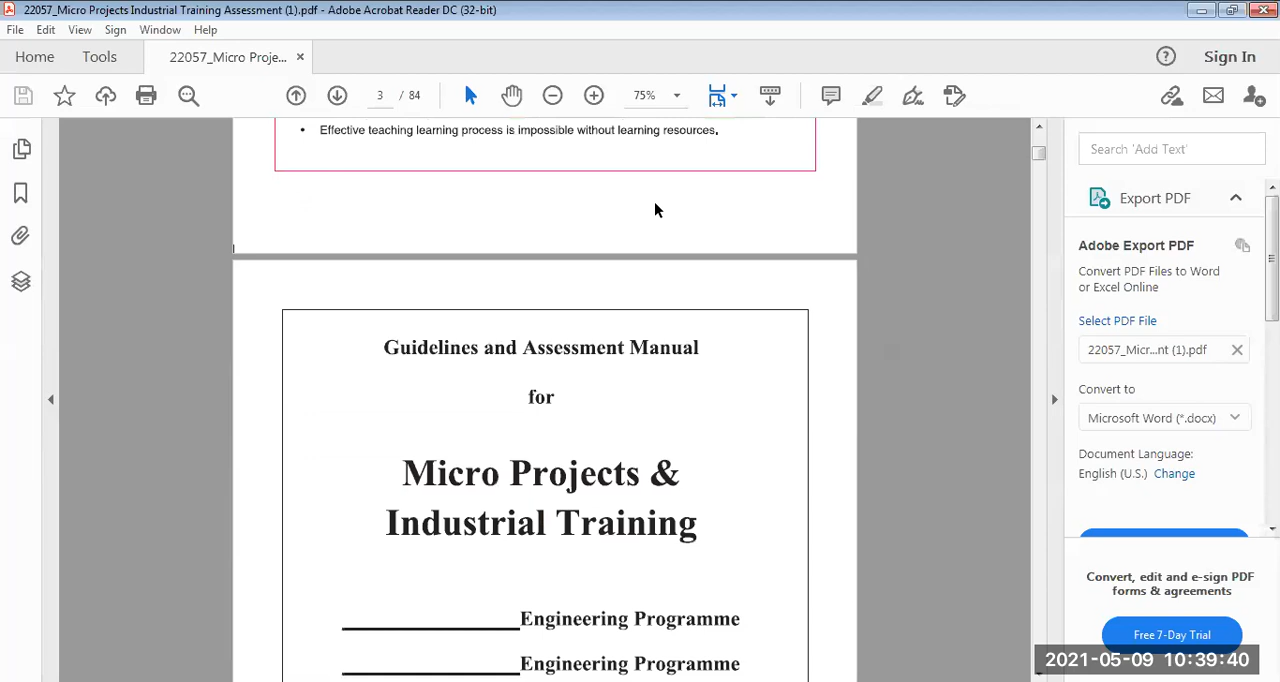 22057_Micro Projects Industrial Training Assessment (1).pdf - Adobe Acrobat Reader DC (32-bit)
File Edit View Sign Window Help
Home Tools 22057_Micro Proje... × Sign In
3 / 84 75%
• Effective teaching learning process is impossible without learning resources.
Guidelines and Assessment Manual
for
Micro Projects &
Industrial Training
Engineering Programme
Engineering Programme
Search 'Add Text'
Export PDF
Adobe Export PDF
Convert PDF Files to Word
or Excel Online
Select PDF File
22057_Micr...nt (1).pdf
Convert to
Microsoft Word (*.docx)
Document Language:
English (U.S.) Change
Convert, edit and e-sign PDF
forms & agreements
Free 7-Day Trial
2021-05-09 10:39:40